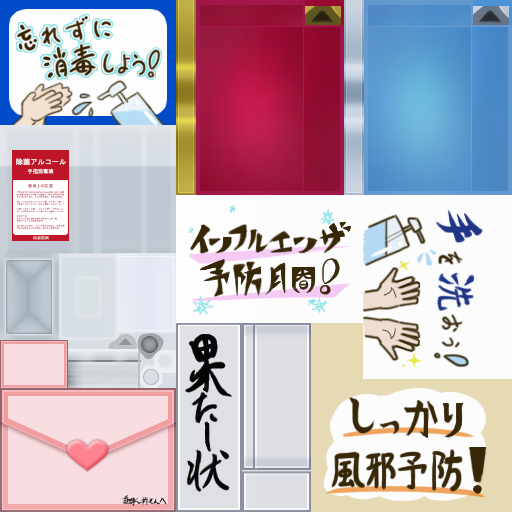 忘れずに
消毒しよう!
除菌アルコール
手指消毒液
インフルエンザ
予防月間!
手を洗おう!
果たし状
しっかり
風邪予防!